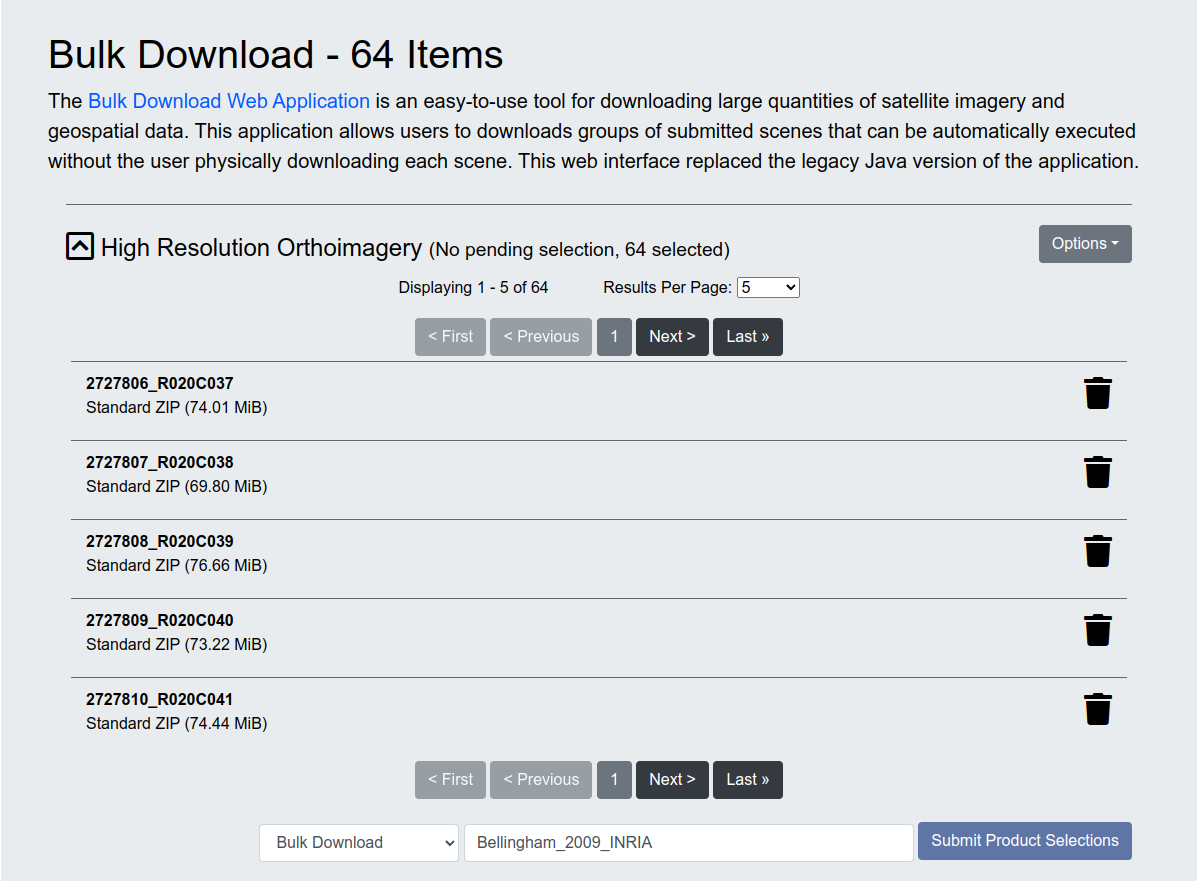 Bulk Download - 64 Items
The Bulk Download Web Application is an easy-to-use tool for downloading large quantities of satellite imagery and
geospatial data. This application allows users to downloads groups of submitted scenes that can be automatically executed
without the user physically downloading each scene. This web interface replaced the legacy Java version of the application.
High Resolution Orthoimagery (No pending selection, 64 selected)
Options
Displaying 1 - 5 of 64 Results Per Page: 5
< First < Previous 1 Next > Last »
2727806_R020C037
Standard ZIP (74.01 MiB)
2727807_R020C038
Standard ZIP (69.80 MiB)
2727808_R020C039
Standard ZIP (76.66 MiB)
2727809_R020C040
Standard ZIP (73.22 MiB)
2727810_R020C041
Standard ZIP (74.44 MiB)
< First < Previous 1 Next > Last »
Bulk Download Bellingham_2009_INRIA Submit Product Selections